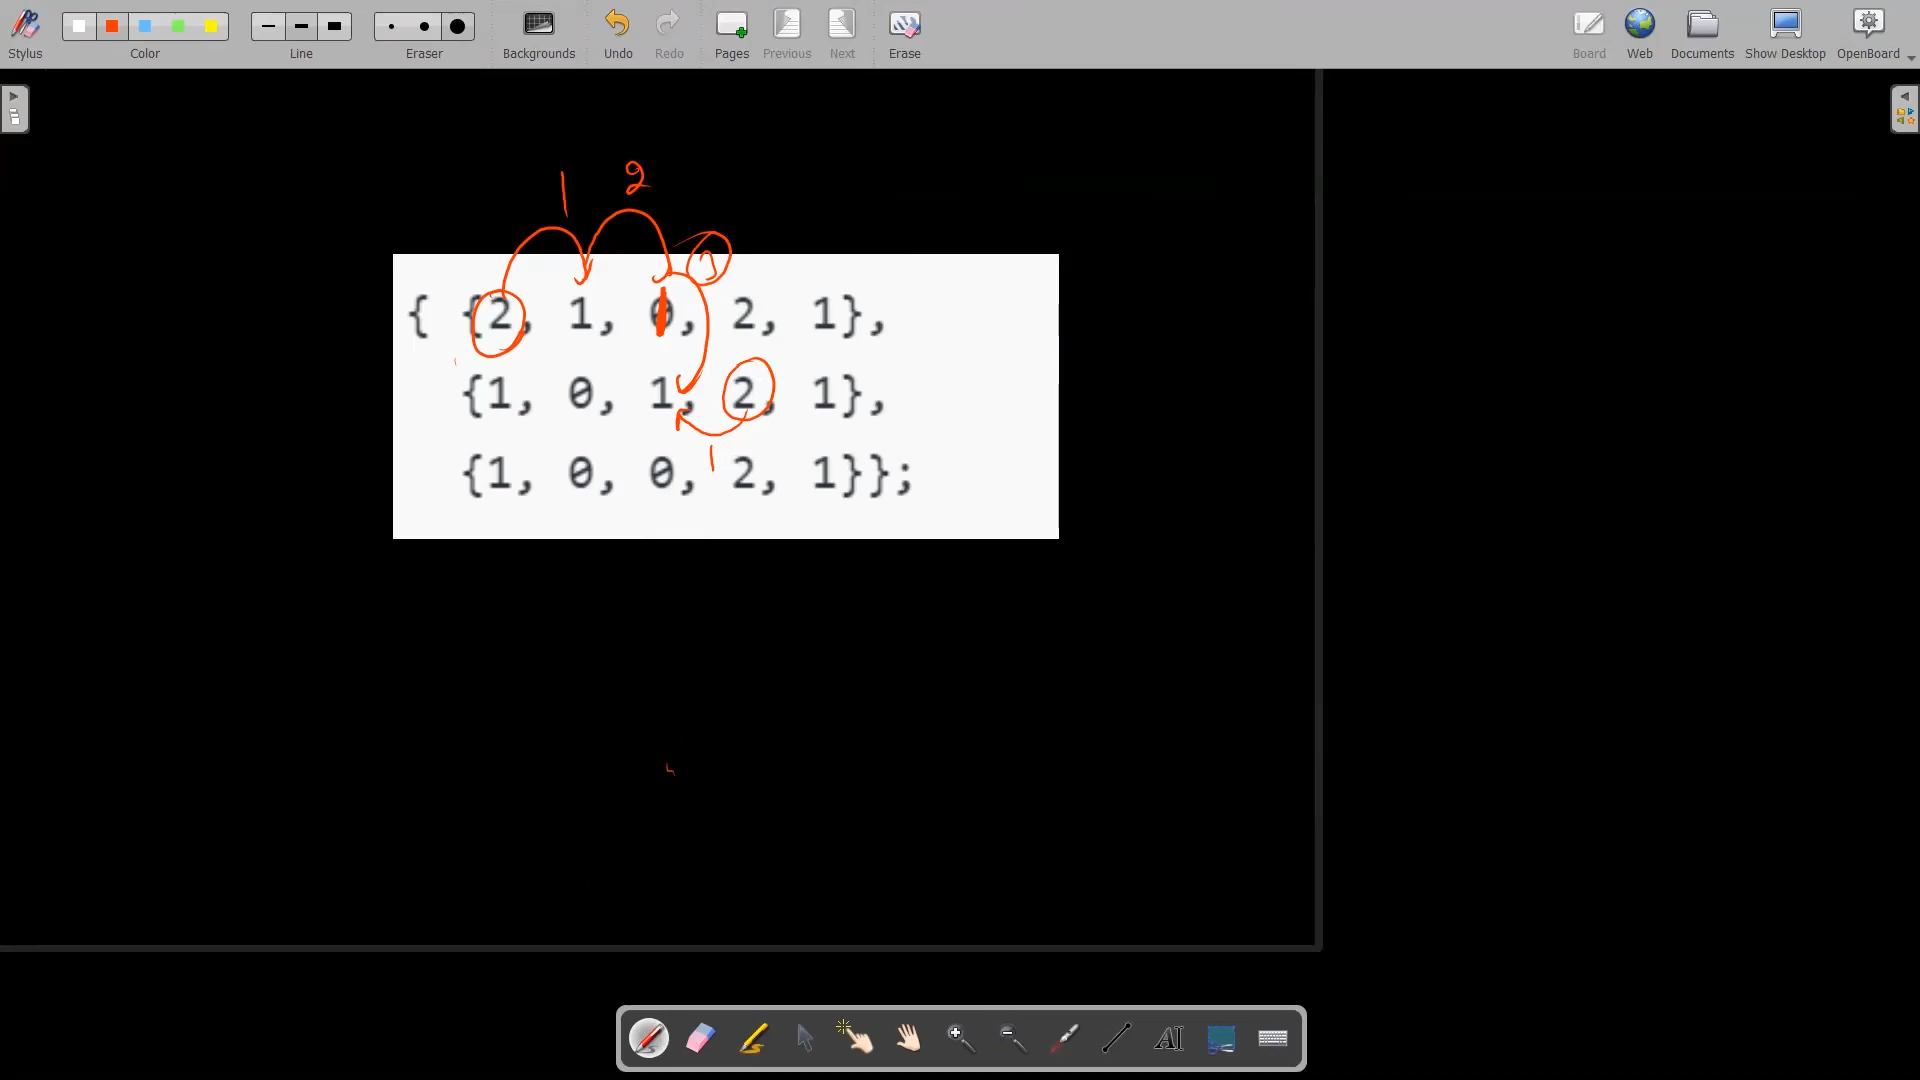 Stylus Color Line Eraser Backgrounds Undo Redo Pages Previous Next Erase Board Web Documents Show Desktop OpenBoard
1 2
{ {2, 1, 0, 2, 1},
{1, 0, 1, 2, 1},
1
{1, 0, 0, 2, 1}};